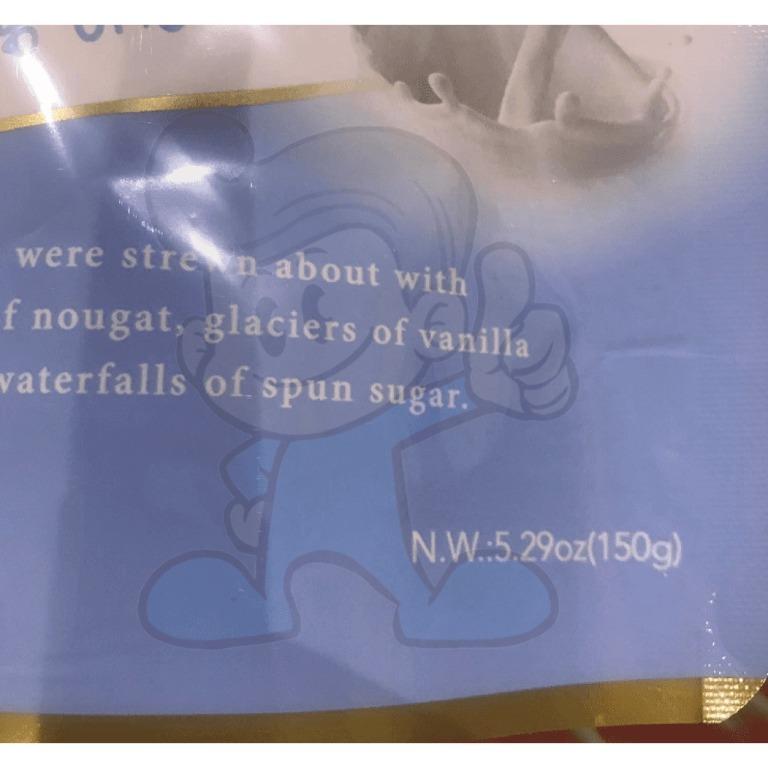 were strewn about with
f nougat, glaciers of vanilla
waterfalls of spun sugar.
N.W.:5.29oz(150g)